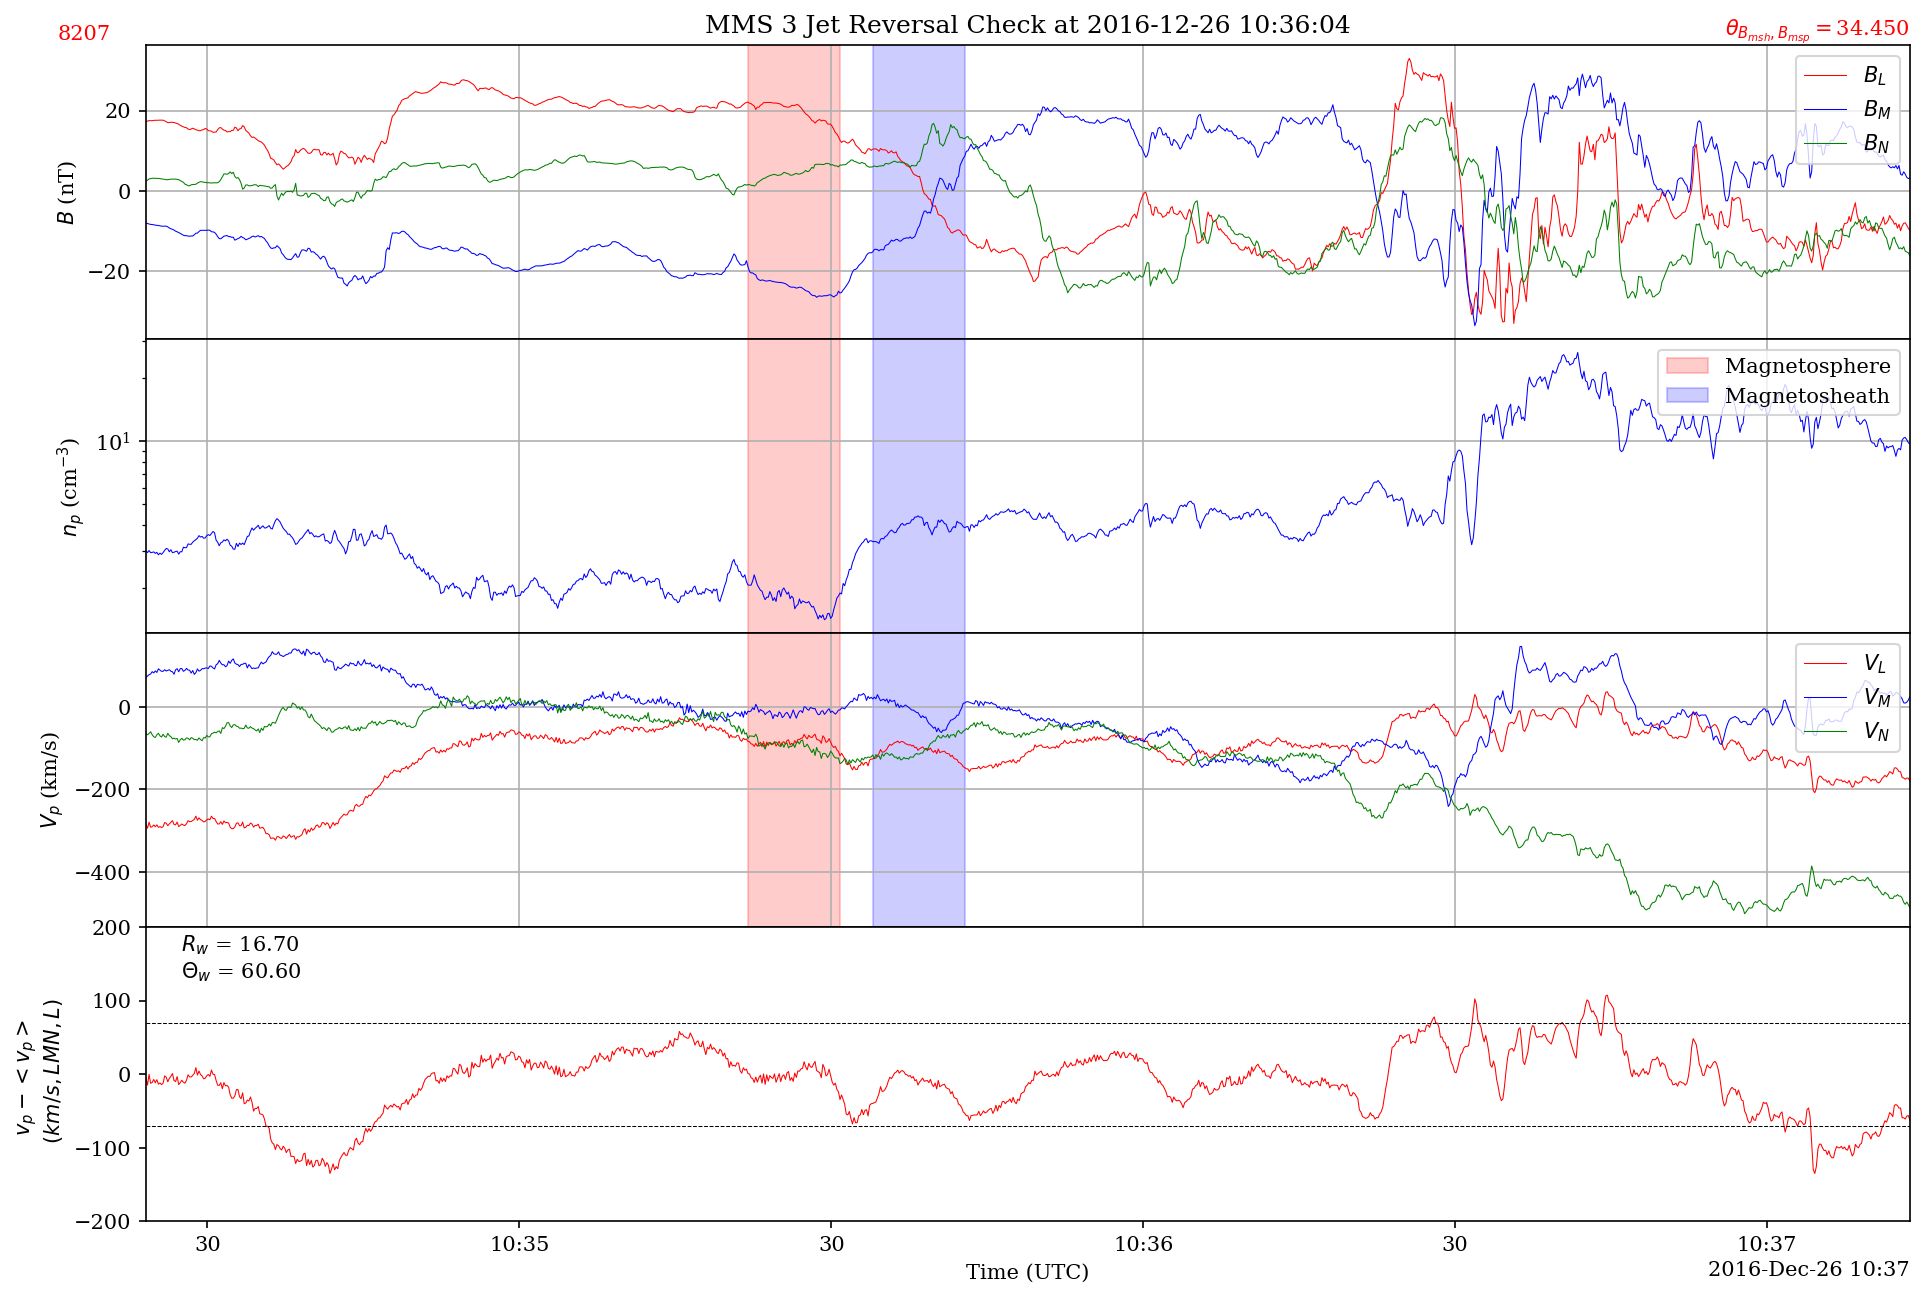 8207
MMS 3 Jet Reversal Check at 2016-12-26 10:36:04
θ_{B_{msh}, B_{msp}} = 34.450
20
0
−20
B (nT)
B_L
B_M
B_N
10^1
n_p (cm^{−3})
Magnetosphere
Magnetosheath
0
−200
−400
V_p (km/s)
V_L
V_M
V_N
200
100
0
−100
−200
v_p − < v_p >
(km/s, LMN, L)
R_w = 16.70
Θ_w = 60.60
30
10:35
30
10:36
30
10:37
Time (UTC)
2016-Dec-26 10:37